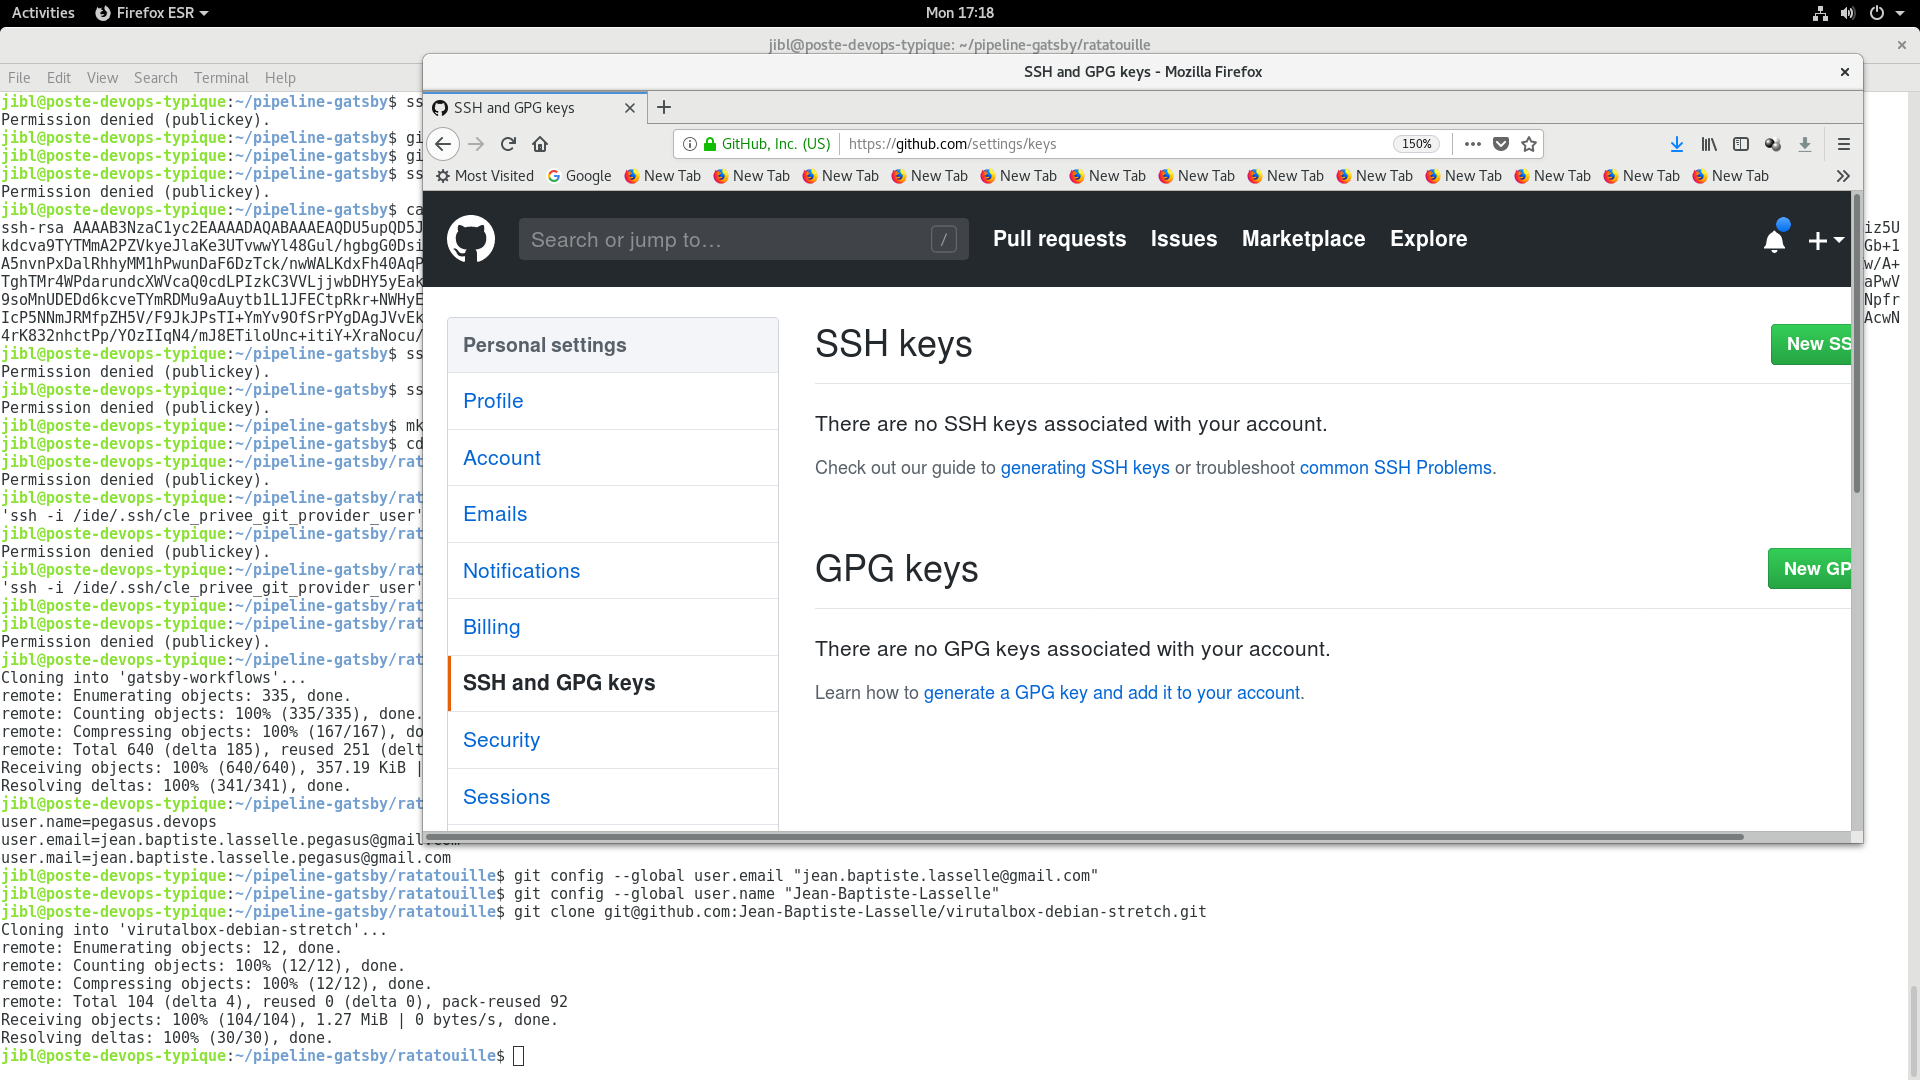 Activities Firefox ESR Mon 17:18
jibl@poste-devops-typique: ~/pipeline-gatsby/ratatouille
File Edit View Search Terminal Help
SSH and GPG keys - Mozilla Firefox
SSH and GPG keys
GitHub, Inc. (US) https://github.com/settings/keys 150%
Most Visited Google New Tab New Tab New Tab New Tab New Tab New Tab New Tab New Tab New Tab New Tab New Tab New Tab New Tab
Search or jump to… / Pull requests Issues Marketplace Explore
Personal settings
Profile
Account
Emails
Notifications
Billing
SSH and GPG keys
Security
Sessions
SSH keys New SS
There are no SSH keys associated with your account.
Check out our guide to generating SSH keys or troubleshoot common SSH Problems.
GPG keys New GP
There are no GPG keys associated with your account.
Learn how to generate a GPG key and add it to your account.
jibl@poste-devops-typique:~/pipeline-gatsby$ ss
Permission denied (publickey).
jibl@poste-devops-typique:~/pipeline-gatsby$ gi
jibl@poste-devops-typique:~/pipeline-gatsby$ gi
jibl@poste-devops-typique:~/pipeline-gatsby$ ss
Permission denied (publickey).
jibl@poste-devops-typique:~/pipeline-gatsby$ ca
ssh-rsa AAAAB3NzaC1yc2EAAAADAQABAAAEAQDU5upQD5J iz5U
kdcva9TYTMmA2PZVkyeJlaKe3UTvwwYl48Gul/hgbgG0Dsi Gb+1
A5nvnPxDalRhhyMM1hPwunDaF6DzTck/nwWALKdxFh40AqP w/A+
TghTMr4WPdarundcXWVcaQ0cdLPIzkC3VVLjjwbDHY5yEak aPwV
9soMnUDEDd6kcveTYmRDMu9aAuytb1L1JFECtpRkr+NWHyE Npfr
IcP5NNmJRMfpZH5V/F9JkJPsTI+YmYv9OfSrPYgDAgJVvEk AcwN
4rK832nhctPp/YOzIIqN4/mJ8ETiloUnc+itiY+XraNocu/
jibl@poste-devops-typique:~/pipeline-gatsby$ ss
Permission denied (publickey).
jibl@poste-devops-typique:~/pipeline-gatsby$ ss
Permission denied (publickey).
jibl@poste-devops-typique:~/pipeline-gatsby$ mk
jibl@poste-devops-typique:~/pipeline-gatsby$ cd
jibl@poste-devops-typique:~/pipeline-gatsby/rat
Permission denied (publickey).
jibl@poste-devops-typique:~/pipeline-gatsby/rat
'ssh -i /ide/.ssh/cle_privee_git_provider_user'
jibl@poste-devops-typique:~/pipeline-gatsby/rat
Permission denied (publickey).
jibl@poste-devops-typique:~/pipeline-gatsby/rat
'ssh -i /ide/.ssh/cle_privee_git_provider_user'
jibl@poste-devops-typique:~/pipeline-gatsby/rat
jibl@poste-devops-typique:~/pipeline-gatsby/rat
Permission denied (publickey).
jibl@poste-devops-typique:~/pipeline-gatsby/rat
Cloning into 'gatsby-workflows'...
remote: Enumerating objects: 335, done.
remote: Counting objects: 100% (335/335), done.
remote: Compressing objects: 100% (167/167), do
remote: Total 640 (delta 185), reused 251 (delt
Receiving objects: 100% (640/640), 357.19 KiB |
Resolving deltas: 100% (341/341), done.
jibl@poste-devops-typique:~/pipeline-gatsby/rat
user.name=pegasus.devops
user.email=jean.baptiste.lasselle.pegasus@gmail.com
user.mail=jean.baptiste.lasselle.pegasus@gmail.com
jibl@poste-devops-typique:~/pipeline-gatsby/ratatouille$ git config --global user.email "jean.baptiste.lasselle@gmail.com"
jibl@poste-devops-typique:~/pipeline-gatsby/ratatouille$ git config --global user.name "Jean-Baptiste-Lasselle"
jibl@poste-devops-typique:~/pipeline-gatsby/ratatouille$ git clone git@github.com:Jean-Baptiste-Lasselle/virutalbox-debian-stretch.git
Cloning into 'virutalbox-debian-stretch'...
remote: Enumerating objects: 12, done.
remote: Counting objects: 100% (12/12), done.
remote: Compressing objects: 100% (12/12), done.
remote: Total 104 (delta 4), reused 0 (delta 0), pack-reused 92
Receiving objects: 100% (104/104), 1.27 MiB | 0 bytes/s, done.
Resolving deltas: 100% (30/30), done.
jibl@poste-devops-typique:~/pipeline-gatsby/ratatouille$